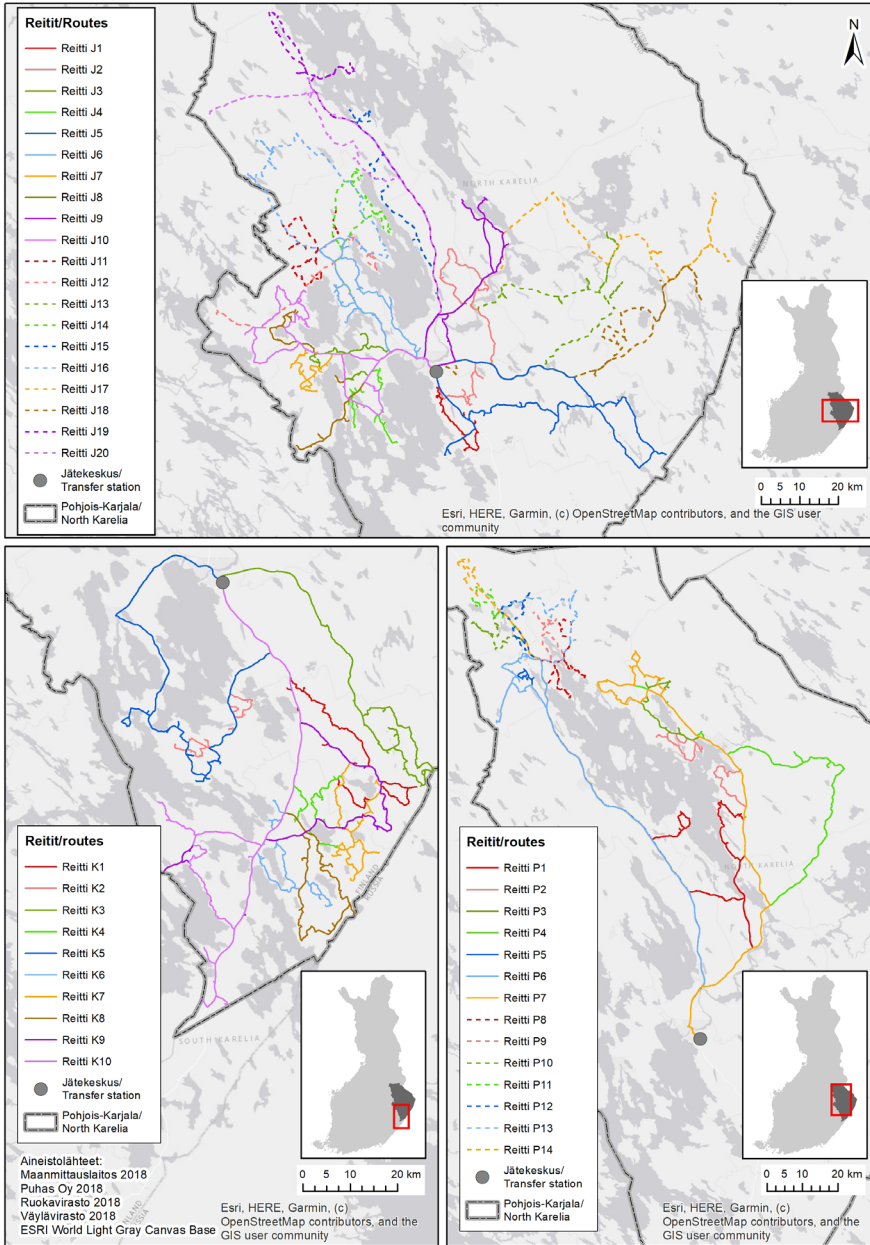 Reitit/Routes
Reitti J1
Reitti J2
Reitti J3
Reitti J4
Reitti J5
Reitti J6
Reitti J7
Reitti J8
Reitti J9
Reitti J10
Reitti J11
Reitti J12
Reitti J13
Reitti J14
Reitti J15
Reitti J16
Reitti J17
Reitti J18
Reitti J19
Reitti J20
Jätekeskus/
Transfer station
Pohjois-Karjala/
North Karelia
N
NORTH KARELIA
0 5 10 20 km
Esri, HERE, Garmin, (c) OpenStreetMap contributors, and the GIS user
community
Reitit/routes
Reitti K1
Reitti K2
Reitti K3
Reitti K4
Reitti K5
Reitti K6
Reitti K7
Reitti K8
Reitti K9
Reitti K10
Jätekeskus/
Transfer station
Pohjois-Karjala/
North Karelia
FINLAND
RUSSIA
SOUTH KARELIA
Aineistolähteet:
Maanmittauslaitos 2018
Puhas Oy 2018
Ruokavirasto 2018
Väylävirasto 2018
ESRI World Light Gray Canvas Base
0 5 10 20 km
Esri, HERE, Garmin, (c)
OpenStreetMap contributors, and the
GIS user community
Reitit/routes
Reitti P1
Reitti P2
Reitti P3
Reitti P4
Reitti P5
Reitti P6
Reitti P7
Reitti P8
Reitti P9
Reitti P10
Reitti P11
Reitti P12
Reitti P13
Reitti P14
Jätekeskus/
Transfer station
Pohjois-Karjala/
North Karelia
NORTH KARELIA
0 5 10 20 km
Esri, HERE, Garmin, (c)
OpenStreetMap contributors, and the
GIS user community